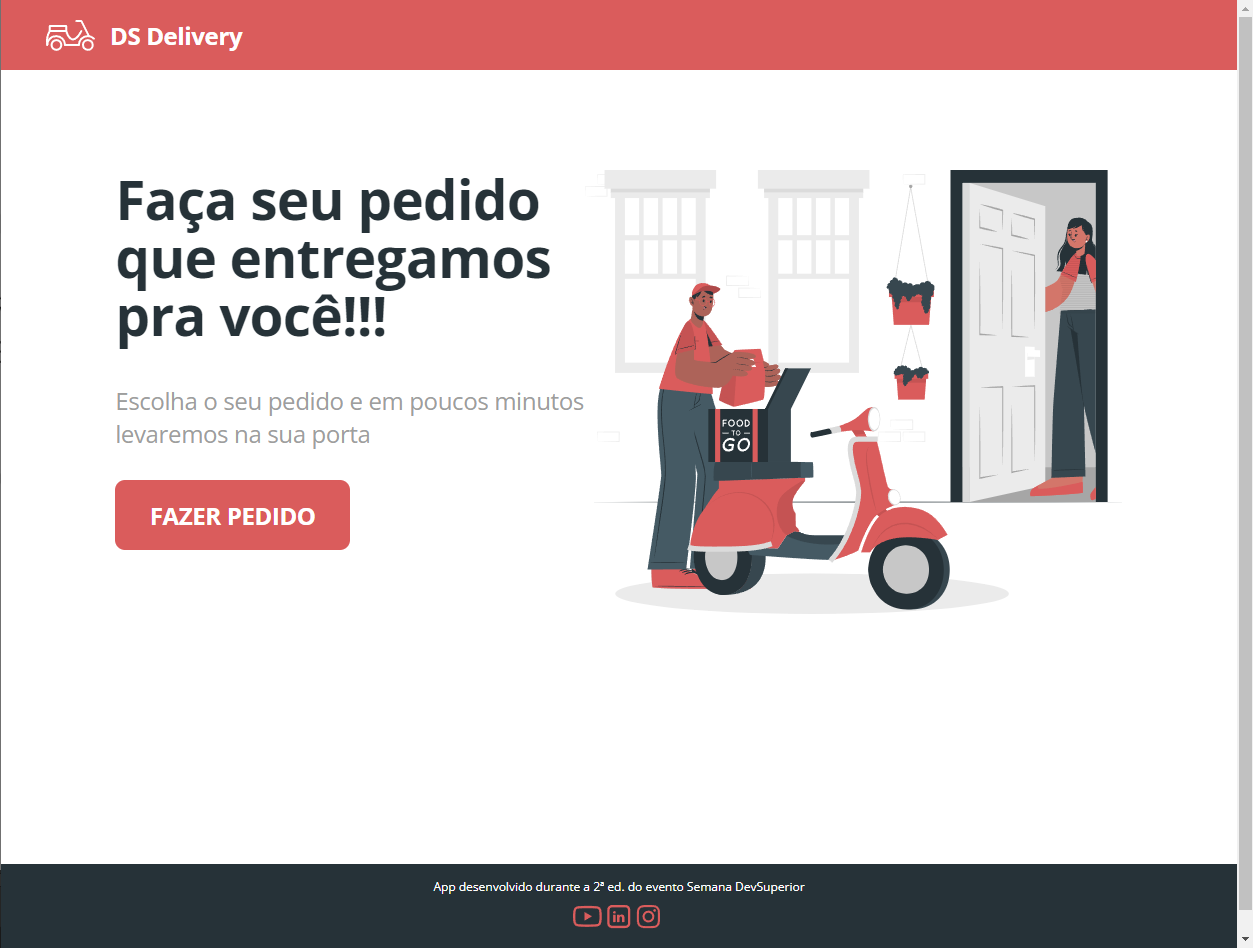 DS Delivery
Faça seu pedido
que entregamos
pra você!!!
Escolha o seu pedido e em poucos minutos
levaremos na sua porta
FAZER PEDIDO
FOOD
TO
GO
App desenvolvido durante a 2ª ed. do evento Semana DevSuperior
in